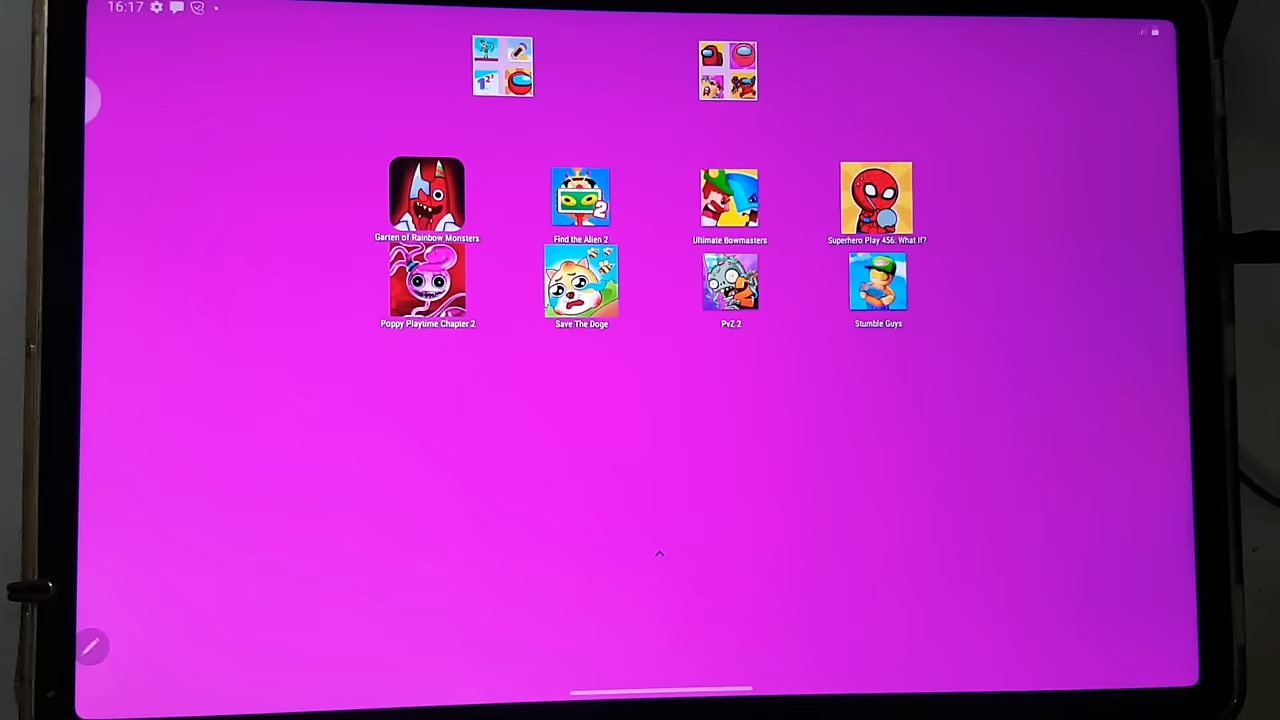 16:17
Garten of Rainbow Monsters
Find the Alien 2
Ultimate Bowmasters
Superhero Play 456: What If?
Poppy Playtime Chapter 2
Save The Doge
PvZ 2
Stumble Guys